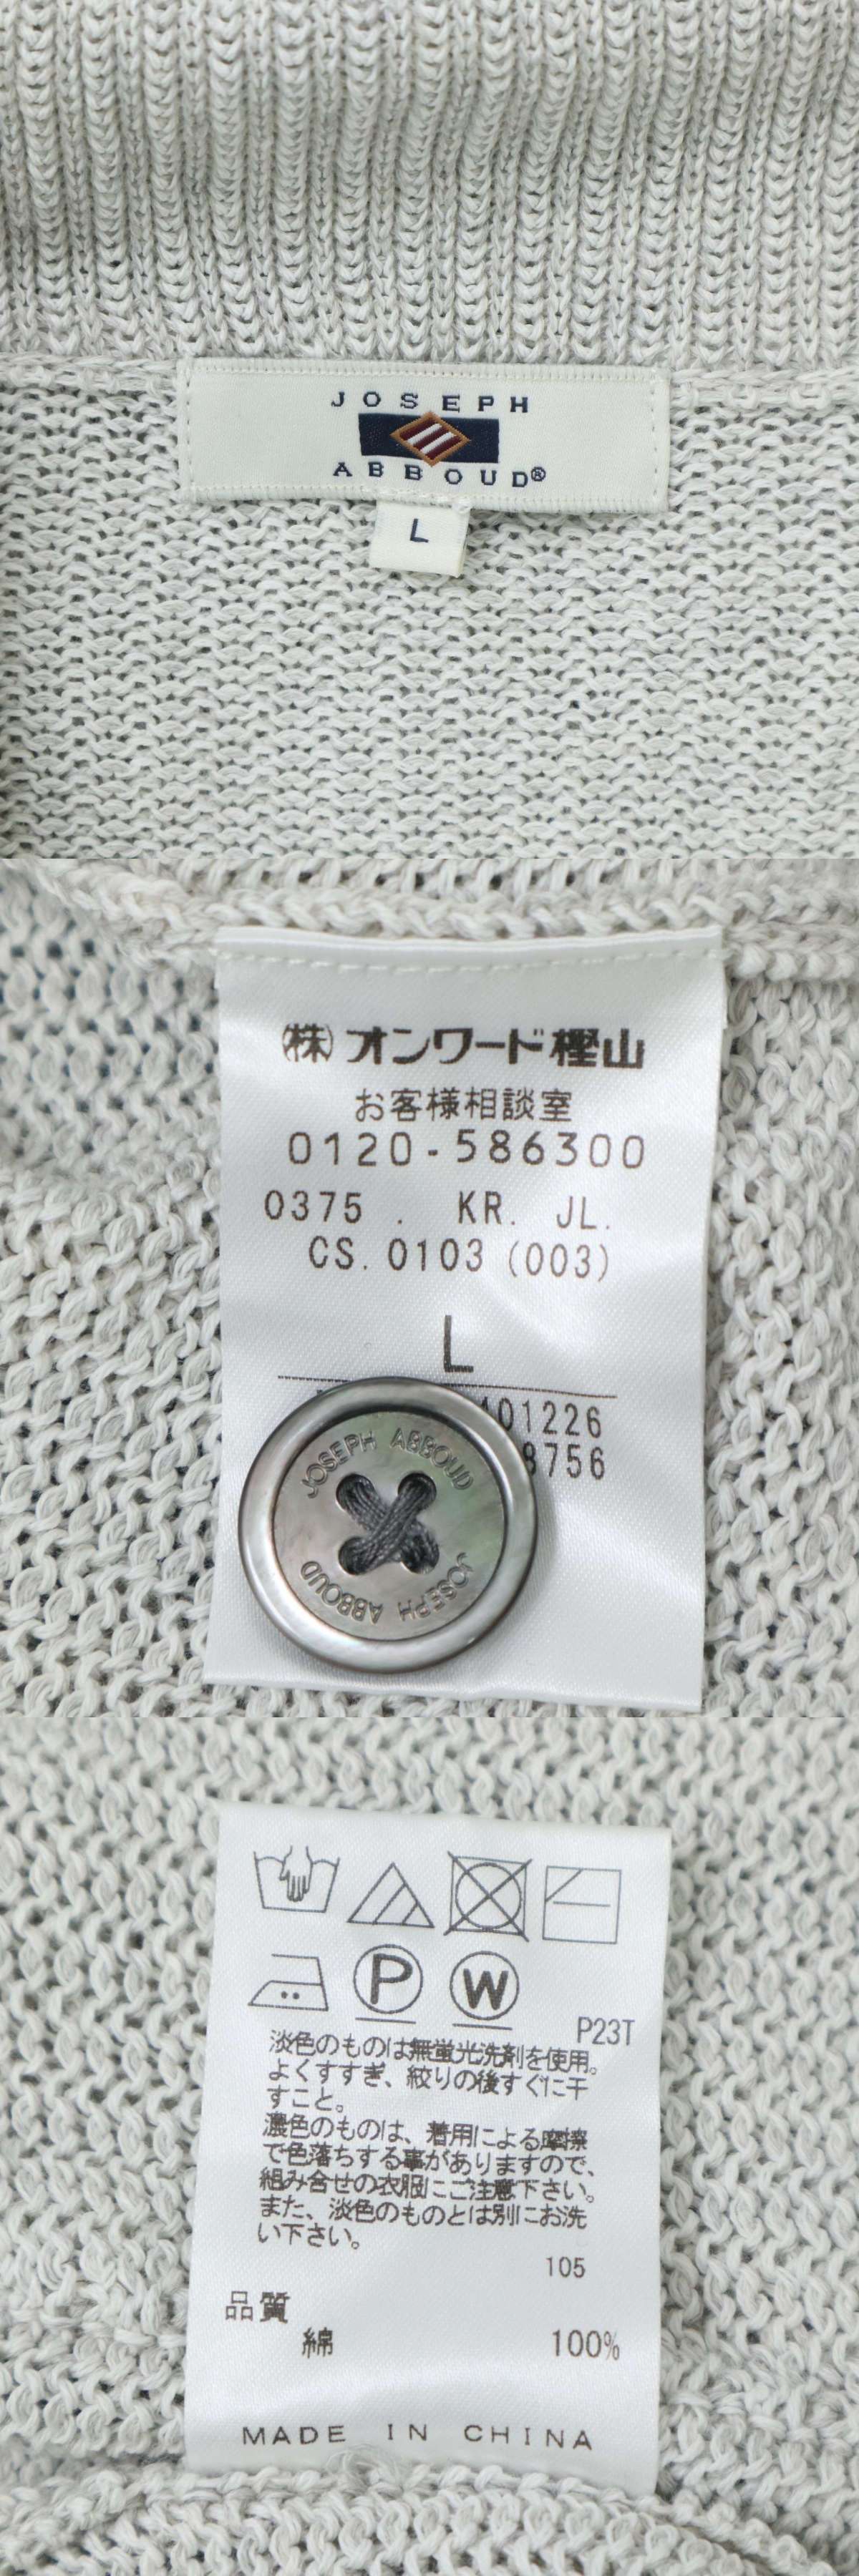 JOSEPH
ABBOUD®
L
㈱オンワード樫山
お客様相談室
0120-586300
0375 . KR. JL.
CS. 0103 (003)
L
101226
8756
JOSEPH ABBOUD
JOSEPH ABBOUD
P
W
P23T
淡色のものは無蛍光洗剤を使用。
よくすすぎ、絞りの後すぐに干
すこと。
濃色のものは、着用による摩擦
で色落ちする事がありますので、
組み合せの衣服にご注意下さい。
また、淡色のものとは別にお洗
い下さい。
105
品質
綿 100%
MADE IN CHINA